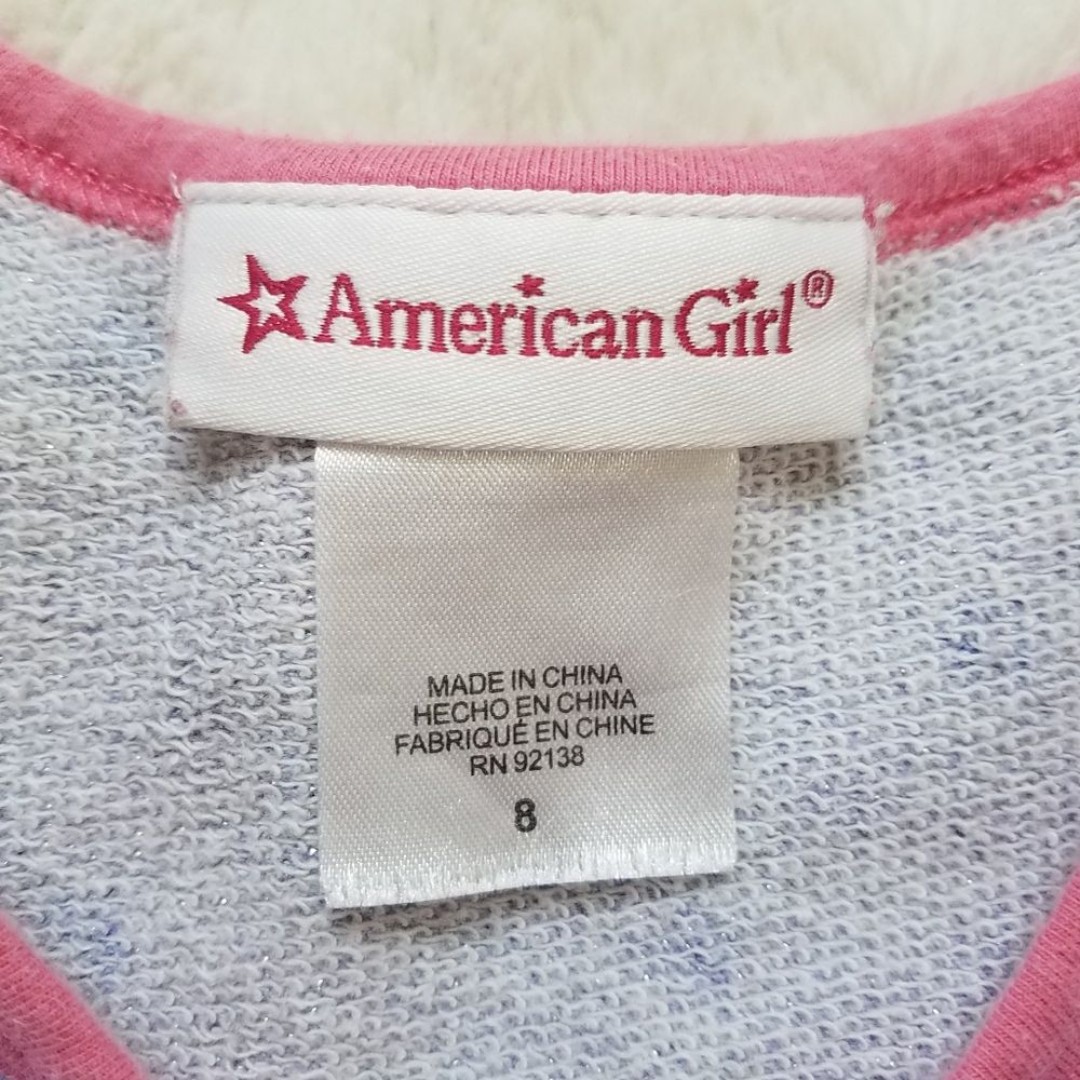 American Girl®
MADE IN CHINA
HECHO EN CHINA
FABRIQUÉ EN CHINE
RN 92138
8